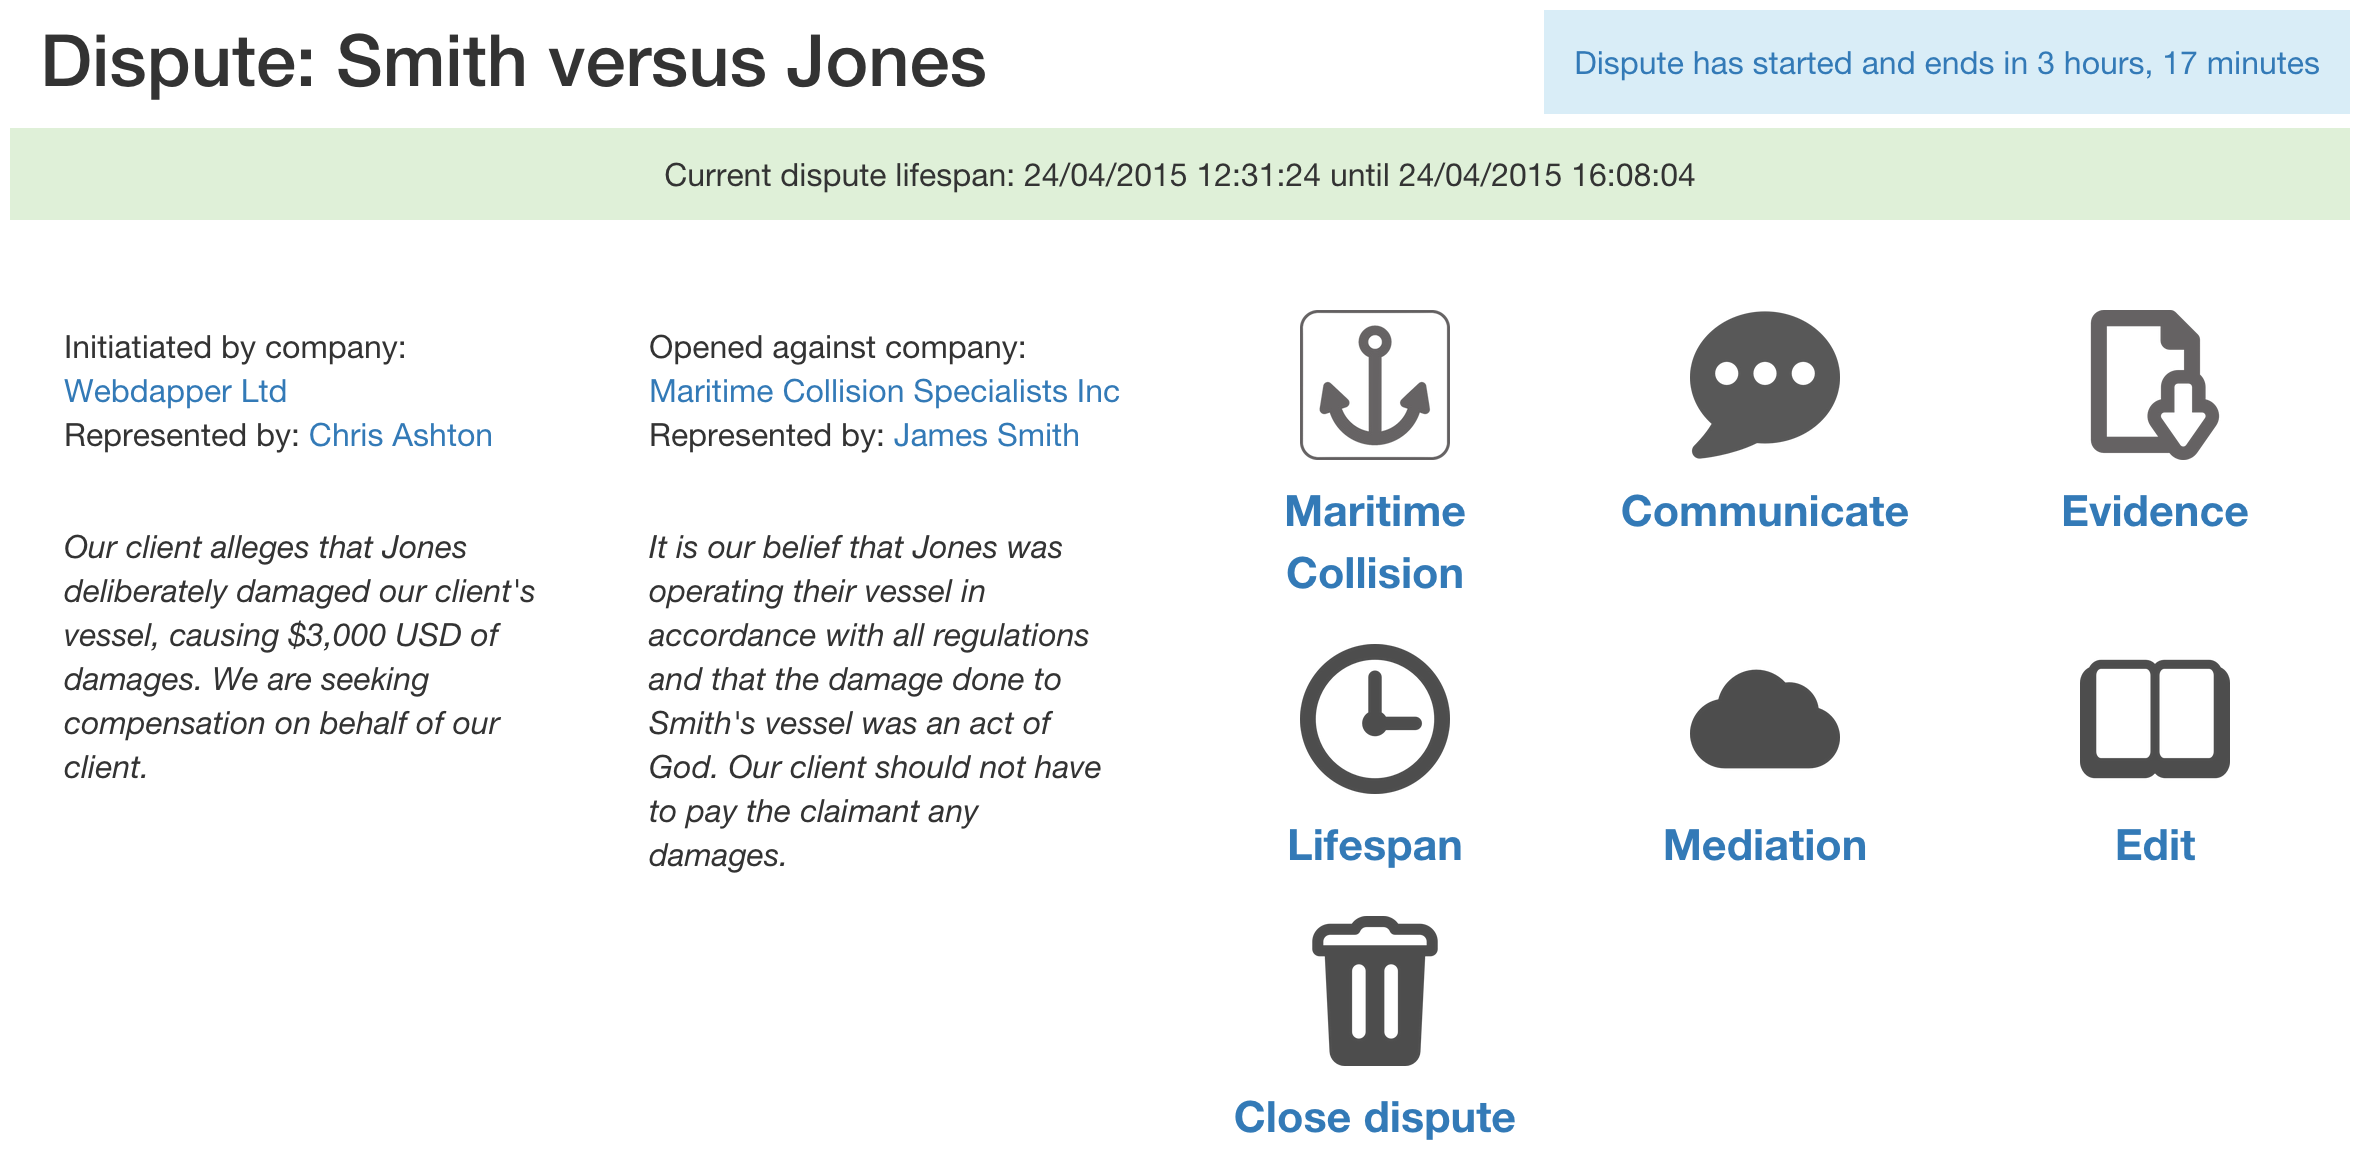 Dispute: Smith versus Jones
Dispute has started and ends in 3 hours, 17 minutes
Current dispute lifespan: 24/04/2015 12:31:24 until 24/04/2015 16:08:04
Initiatiated by company:
Webdapper Ltd
Represented by: Chris Ashton
Our client alleges that Jones
deliberately damaged our client's
vessel, causing $3,000 USD of
damages. We are seeking
compensation on behalf of our
client.
Opened against company:
Maritime Collision Specialists Inc
Represented by: James Smith
It is our belief that Jones was
operating their vessel in
accordance with all regulations
and that the damage done to
Smith's vessel was an act of
God. Our client should not have
to pay the claimant any
damages.
Maritime
Collision
Communicate
Evidence
Lifespan
Mediation
Edit
Close dispute